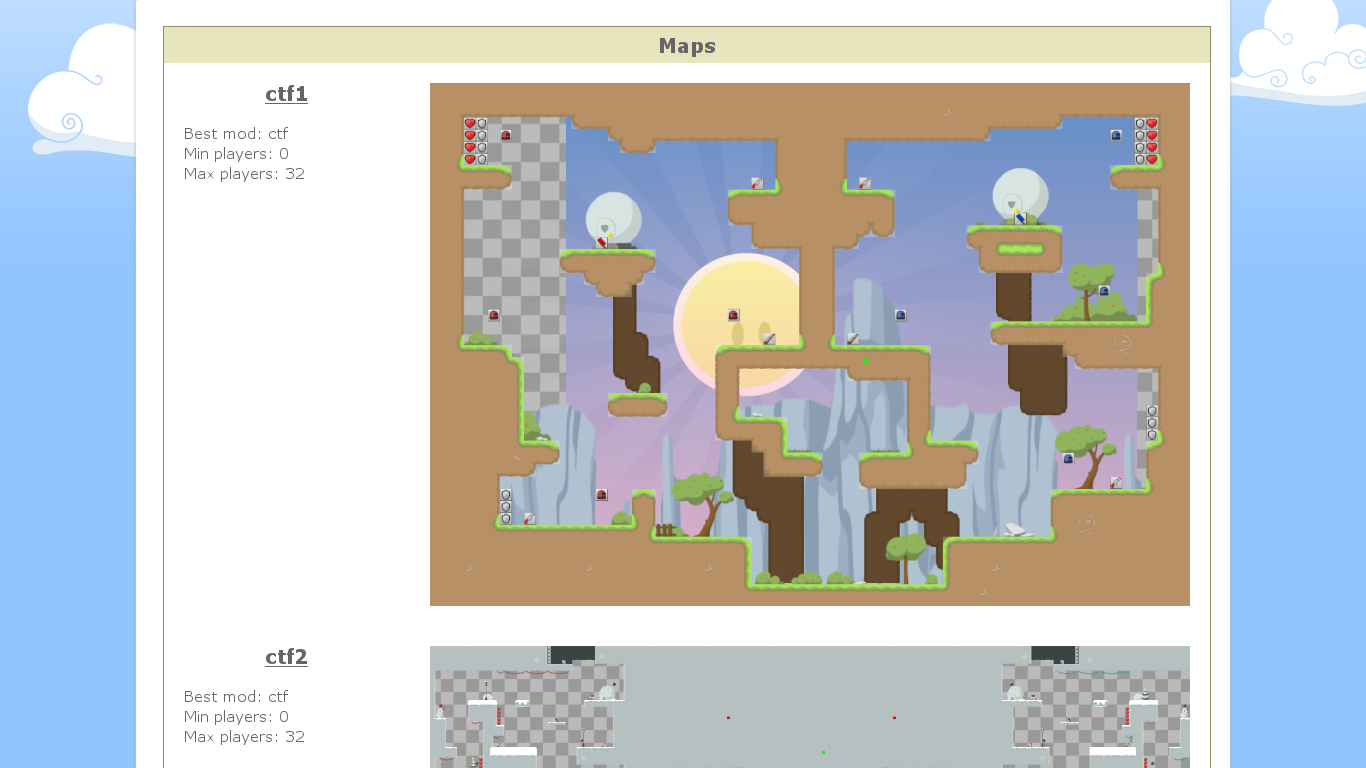 Maps
ctf1
Best mod: ctf
Min players: 0
Max players: 32
ctf2
Best mod: ctf
Min players: 0
Max players: 32